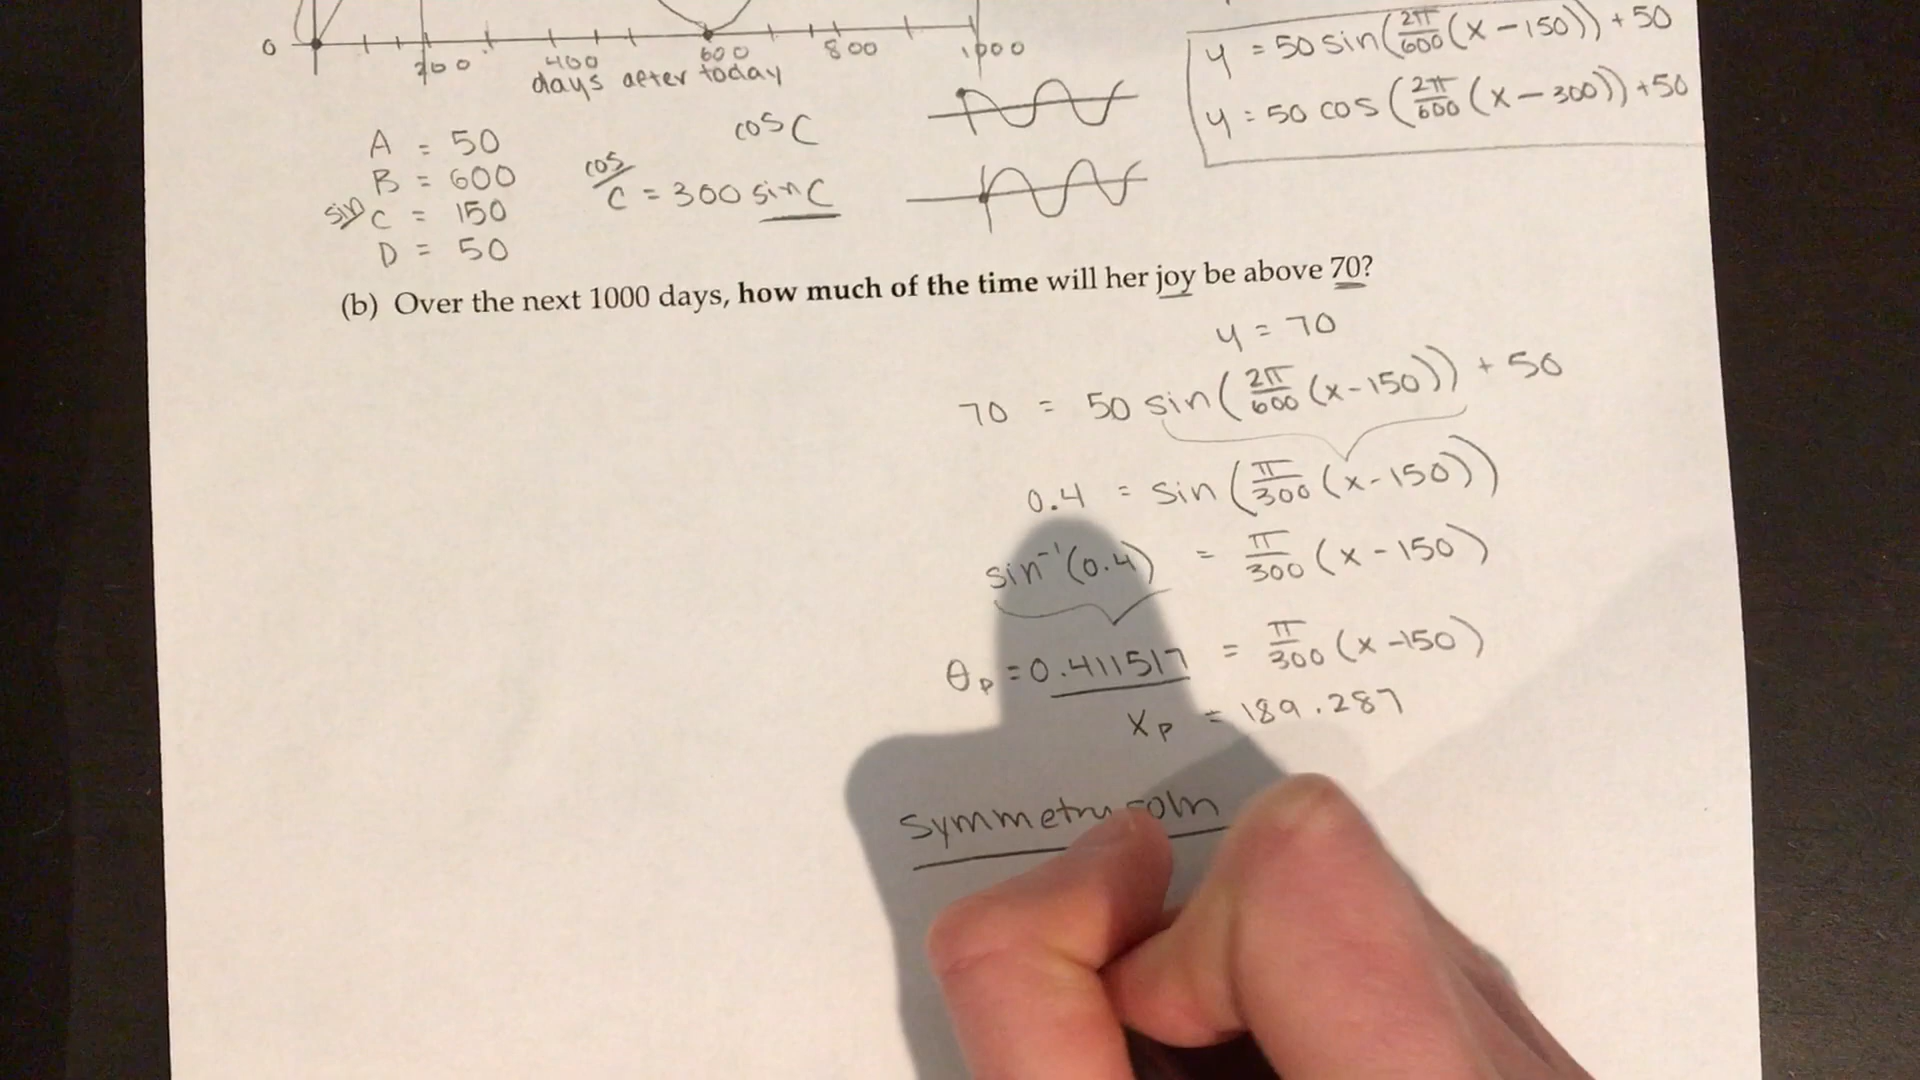 0 200 400 600 800 1000
days after today
y = 50 sin(2π/600 (x - 150)) + 50
y = 50 cos(2π/600 (x - 300)) + 50
A = 50
B = 600
sin C = 150
D = 50
cos C
cos C = 300 sin C
(b) Over the next 1000 days, how much of the time will her joy be above 70?
y = 70
70 = 50 sin(2π/600 (x-150)) + 50
0.4 = sin(π/300 (x-150))
sin⁻¹(0.4) = π/300 (x-150)
θp = 0.411517 = π/300 (x-150)
xp = 189.287
Symmetry soln